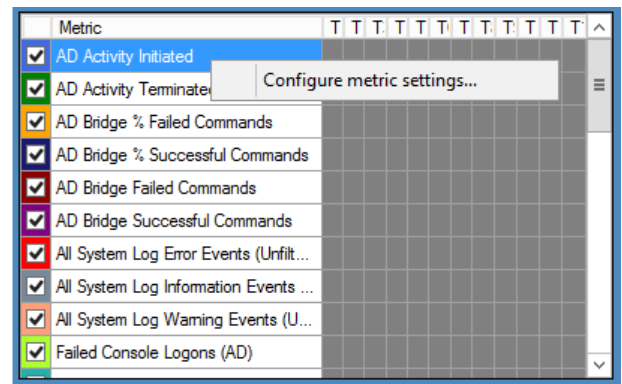 Metric T T T. T T T( T T. T: T T T'
AD Activity Initiated
Configure metric settings...
AD Activity Terminate
AD Bridge % Failed Commands
AD Bridge % Successful Commands
AD Bridge Failed Commands
AD Bridge Successful Commands
All System Log Error Events (Unfilt...
All System Log Information Events ...
All System Log Warning Events (U...
Failed Console Logons (AD)